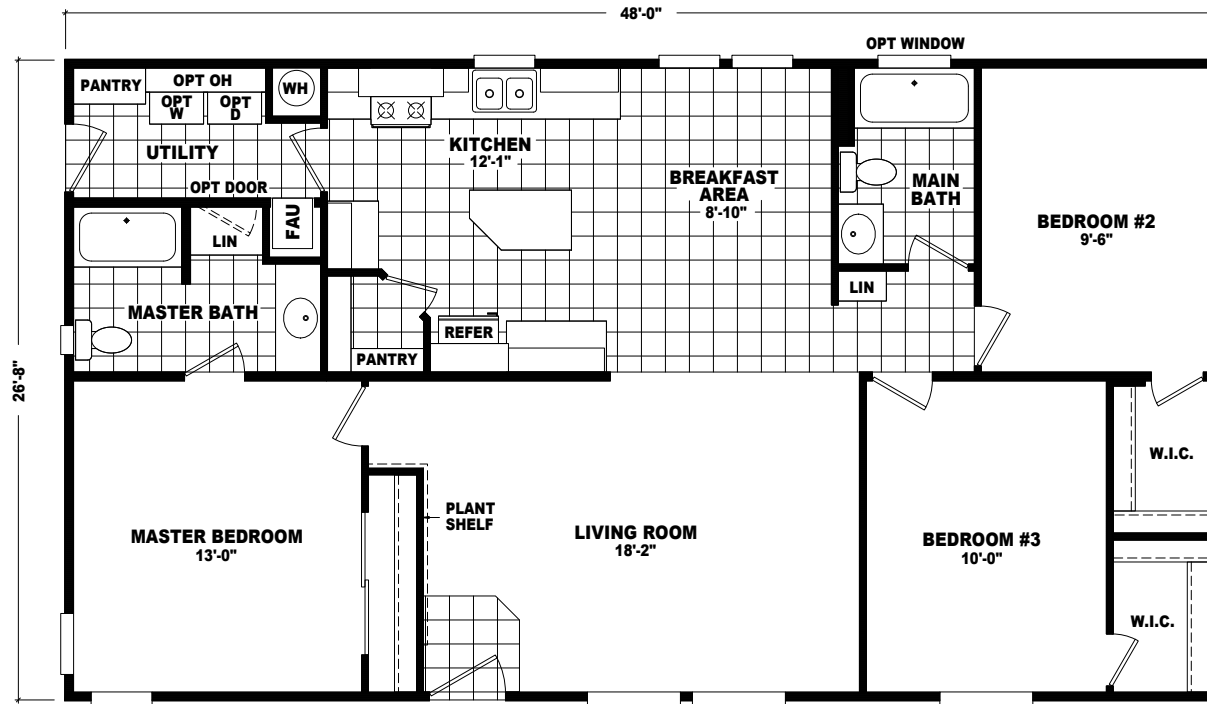 48'-0"
OPT WINDOW
PANTRY
OPT OH
OPT
W
OPT
D
WH
UTILITY
OPT DOOR
KITCHEN
12'-1"
BREAKFAST
AREA
8'-10"
MAIN
BATH
BEDROOM #2
9'-6"
LIN
FAU
MASTER BATH
LIN
REFER
PANTRY
26'-8"
W.I.C.
PLANT
SHELF
MASTER BEDROOM
13'-0"
LIVING ROOM
18'-2"
BEDROOM #3
10'-0"
W.I.C.